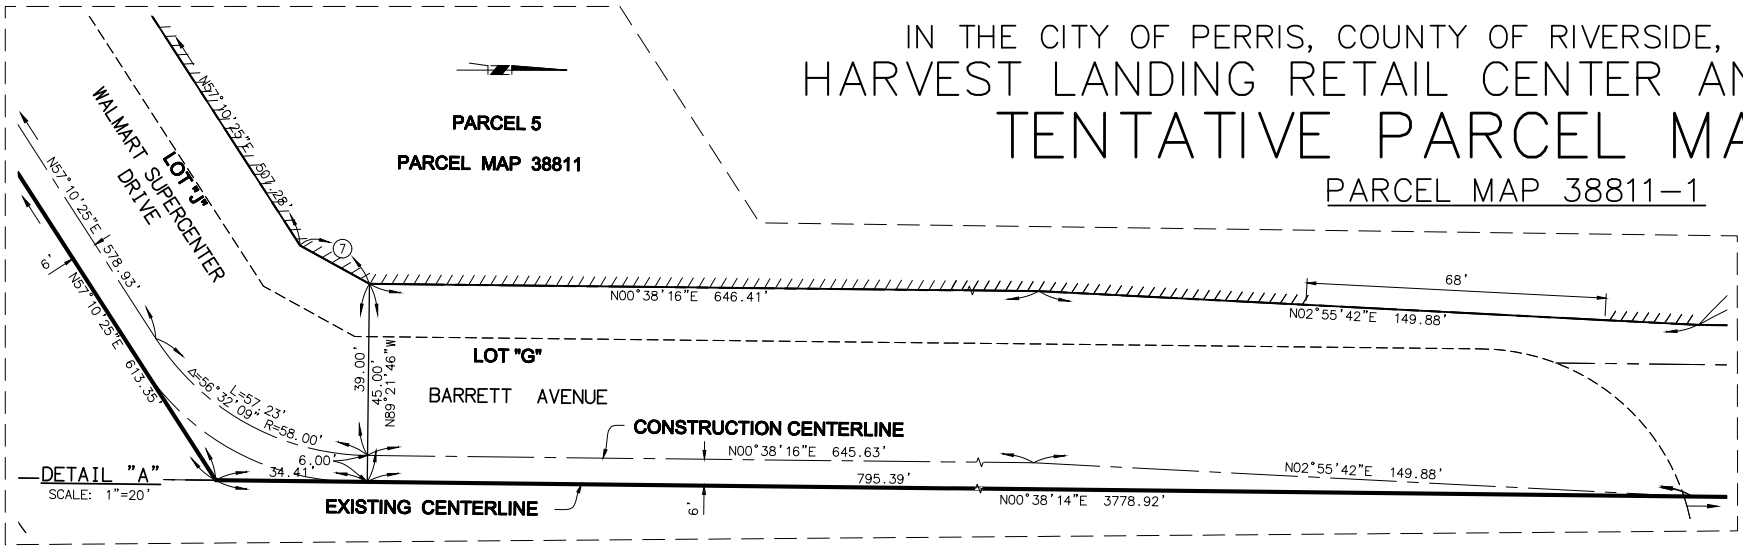 IN THE CITY OF PERRIS, COUNTY OF RIVERSIDE,
HARVEST LANDING RETAIL CENTER AN
TENTATIVE PARCEL MA
PARCEL MAP 38811-1
PARCEL 5
PARCEL MAP 38811
N57°10'25"E 507.28'
WALMART SUPERCENTER
DRIVE
LOT "J"
N57°10'25"E 578.93'
6'
N57°10'25"E 613.35'
7
N00°38'16"E 646.41'
68'
N02°55'42"E 149.88'
39.00'
45.00'
N89°21'46"W
LOT "G"
BARRETT AVENUE
L=57.23'
Δ=56°32'09" R=58.00'
CONSTRUCTION CENTERLINE
N00°38'16"E 645.63'
N02°55'42"E 149.88'
6.00'
34.41'
795.39'
DETAIL "A"
SCALE: 1"=20'
EXISTING CENTERLINE
6'
N00°38'14"E 3778.92'